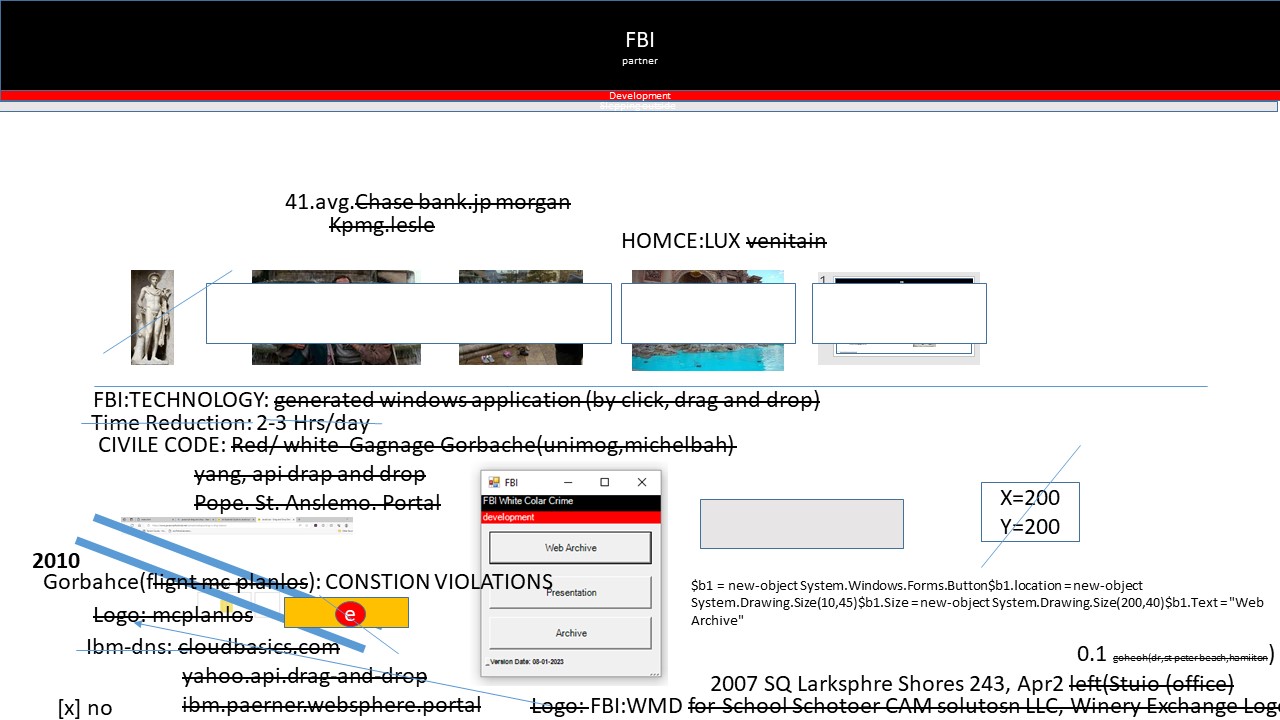 FBI
partner
Development
41.avg.Chase bank.jp morgan
Kpmg.lesle
HOMCE:LUX venitain
1
FBI:TECHNOLOGY: generated windows application (by click, drag and drop)
Time Reduction: 2-3 Hrs/day
CIVILE CODE: Red/ white Gagnage Gorbache(unimog,michelbah)
yang, api drap and drop
Pope. St. Anslemo. Portal
FBI
FBI White Colar Crime
development
Web Archive
Presentation
Archive
_Version Date: 08-01-2023
X=200
Y=200
2010
Gorbahce(flignt mc planlos): CONSTION VIOLATIONS
Logo: mcplanlos
e
Ibm-dns: cloudbasics.com
yahoo.api.drag-and-drop
[x] no
ibm.paerner.websphere.portal
$b1 = new-object System.Windows.Forms.Button$b1.location = new-object
System.Drawing.Size(10,45)$b1.Size = new-object System.Drawing.Size(200,40)$b1.Text = "Web
Archive"
0.1 goheeh(dr,st peter beach,hamilton)
2007 SQ Larksphre Shores 243, Apr2 left(Stuio (office)
Logo: FBI:WMD for School Schotoer CAM solutosn LLC, Winery Exchange Log